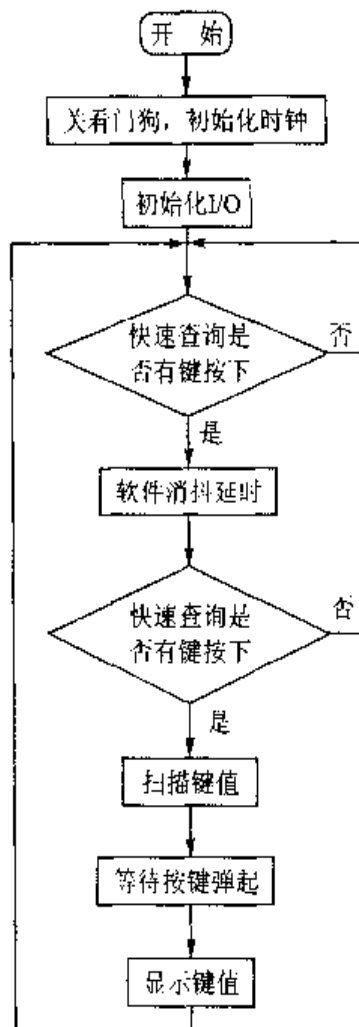 开 始
关看门狗，初始化时钟
初始化I/O
快速查询是
否有键按下
否
是
软件消抖延时
快速查询是
否有键按下
否
是
扫描键值
等待按键弹起
显示键值